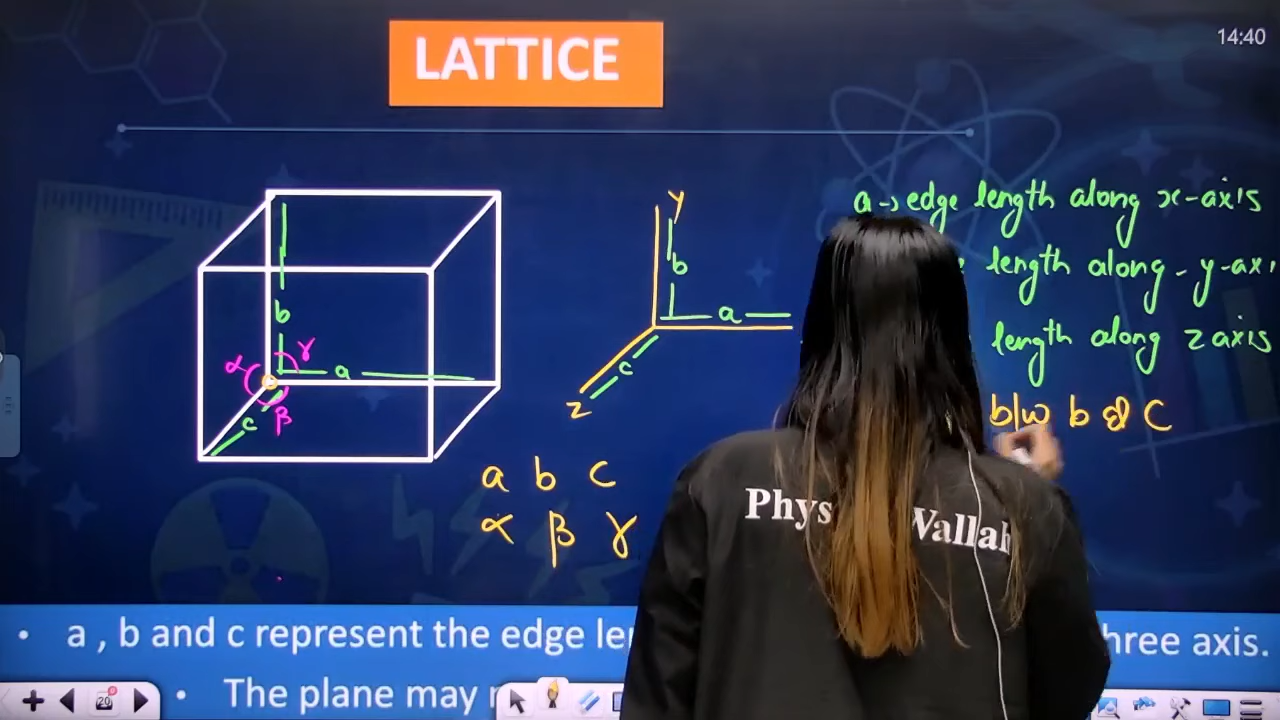 14:40
LATTICE
a → edge length along x-axis
length along - y-axi
length along z axis
b/w b & c
y
b
a
c
z
b
α
γ
a
c
β
a b c
α β γ
Phys Wallah
• a , b and c represent the edge le hree axis.
• The plane may
20